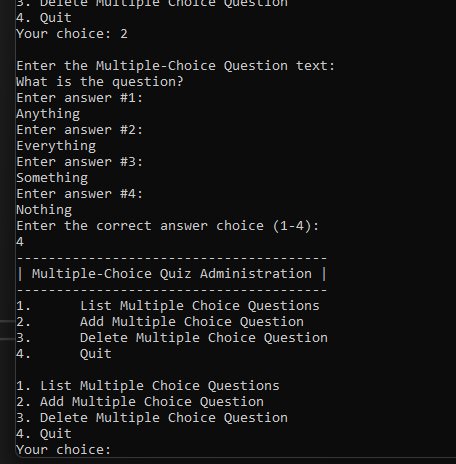 3. Delete Multiple Choice Question
4. Quit
Your choice: 2

Enter the Multiple-Choice Question text:
What is the question?
Enter answer #1:
Anything
Enter answer #2:
Everything
Enter answer #3:
Something
Enter answer #4:
Nothing
Enter the correct answer choice (1-4):
4
---------------------------------------
| Multiple-Choice Quiz Administration |
---------------------------------------
1.      List Multiple Choice Questions
2.      Add Multiple Choice Question
3.      Delete Multiple Choice Question
4.      Quit

1. List Multiple Choice Questions
2. Add Multiple Choice Question
3. Delete Multiple Choice Question
4. Quit
Your choice: